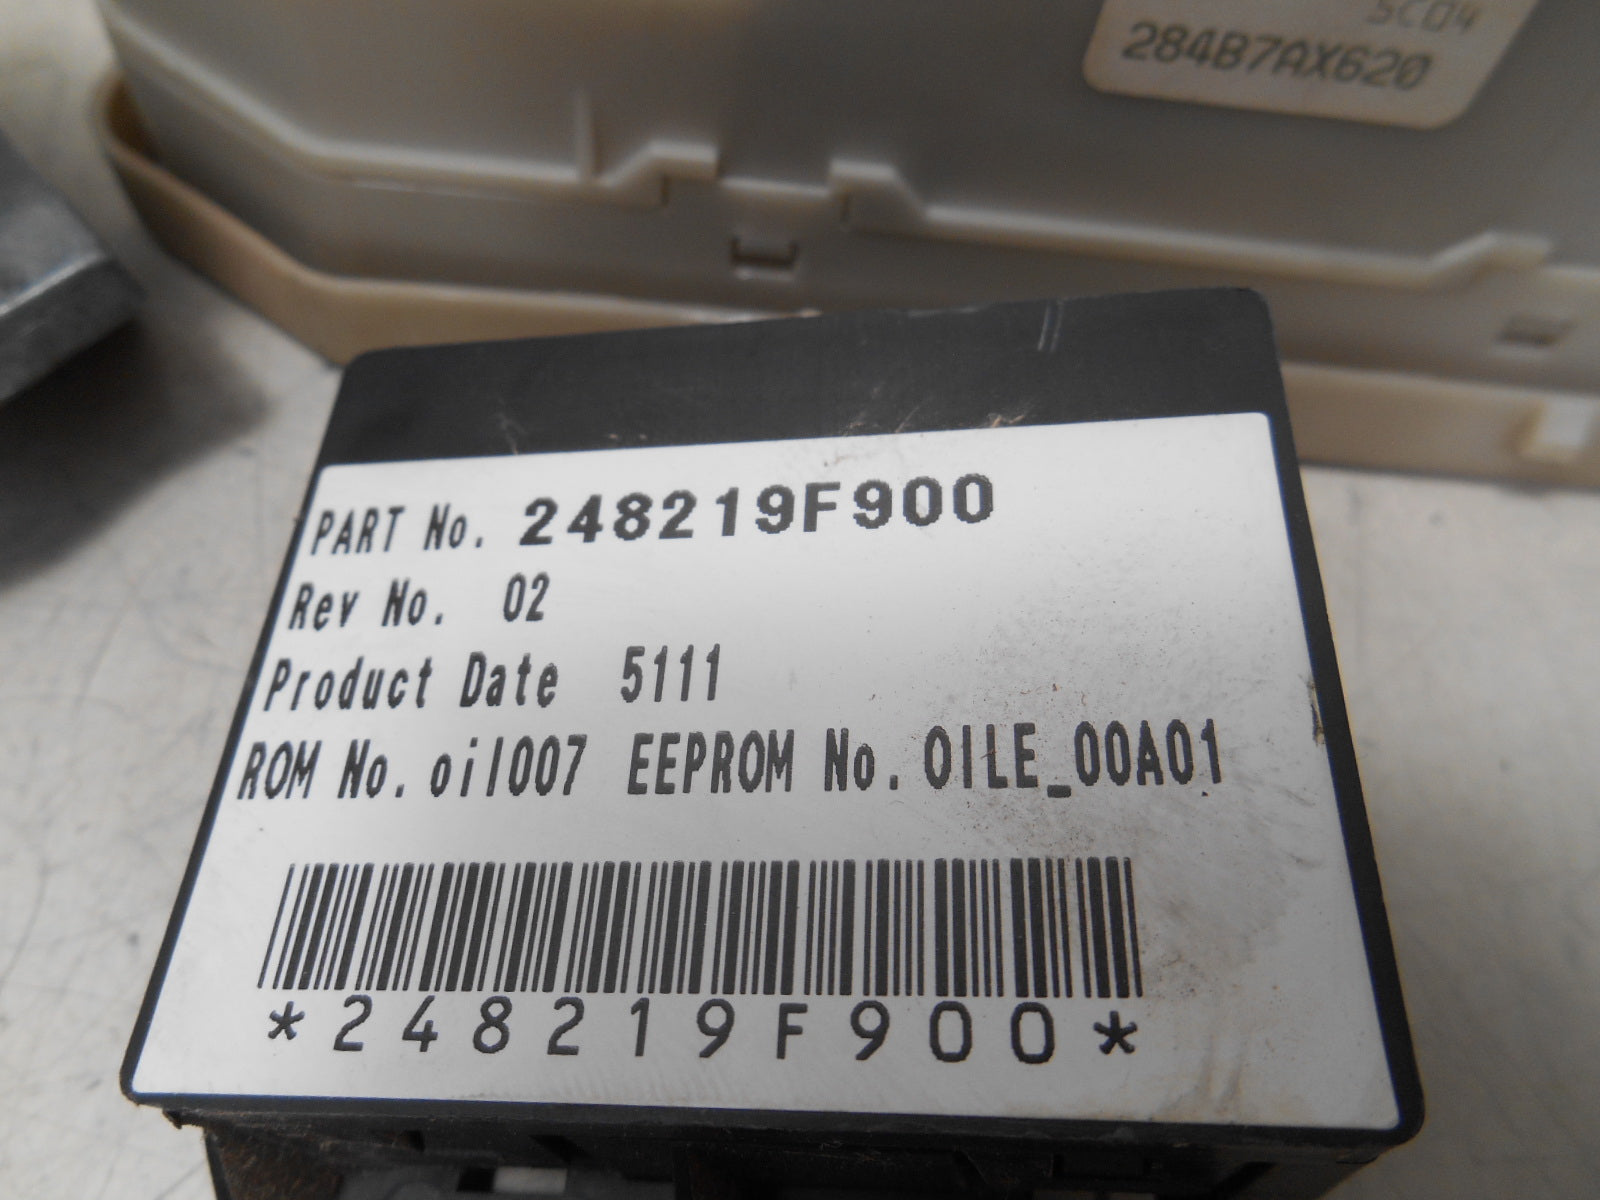 5C04
284B7AX620
PART No. 248219F900
Rev No. 02
Product Date 5111
ROM No. oil007 EEPROM No. OILE_00A01
*248219F900*